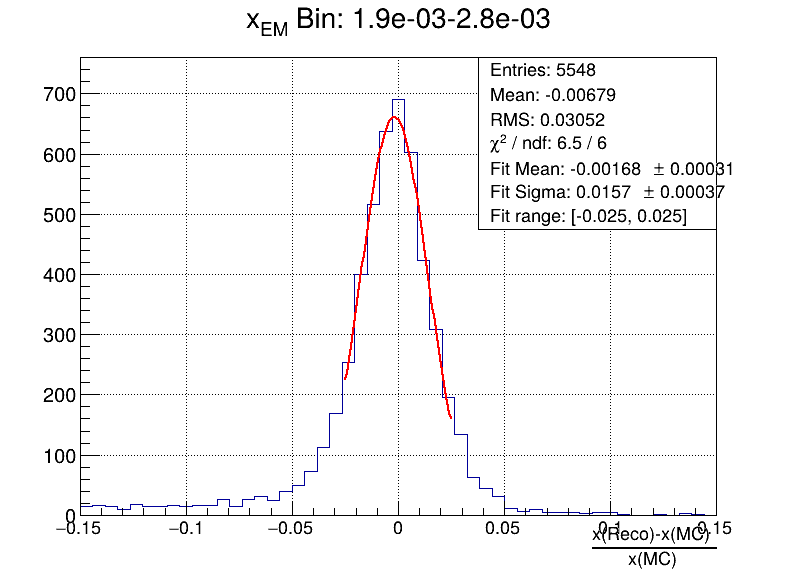 x_EM Bin: 1.9e-03-2.8e-03
Entries: 5548
Mean: -0.00679
RMS: 0.03052
χ² / ndf: 6.5 / 6
Fit Mean: -0.00168 ± 0.00031
Fit Sigma: 0.0157 ± 0.00037
Fit range: [-0.025, 0.025]
700
600
500
400
300
200
100
0
−0.15 −0.1 −0.05 0 0.05 0.1 0.15
x(Reco)-x(MC)
x(MC)